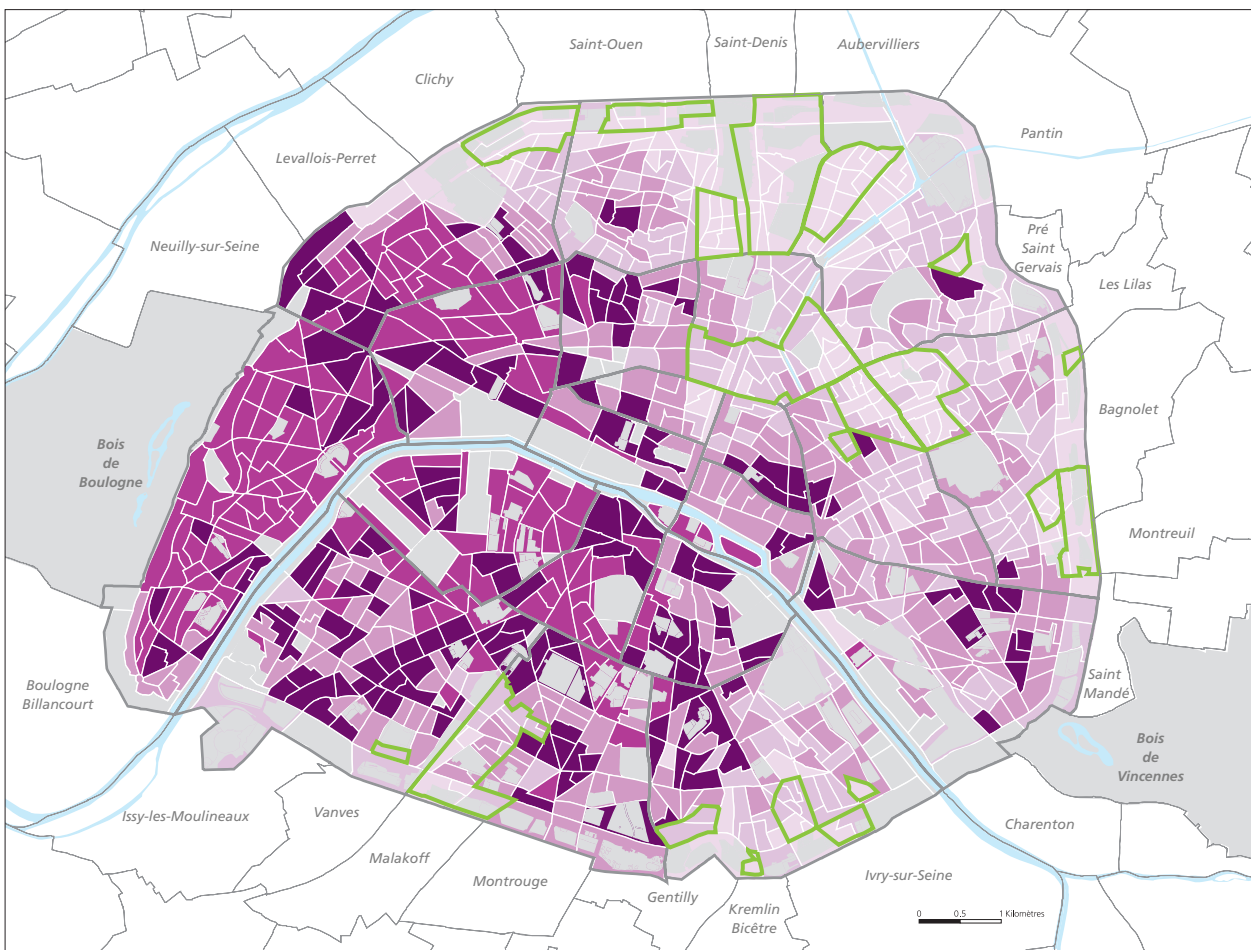 Saint-Ouen
Saint-Denis
Aubervilliers
Clichy
Pantin
Levallois-Perret
Neuilly-sur-Seine
Pré
Saint
Gervais
Les Lilas
Bagnolet
Bois
de
Boulogne
Montreuil
Saint
Mandé
Boulogne
Billancourt
Bois
de
Vincennes
Issy-les-Moulineaux
Vanves
Charenton
Malakoff
Montrouge
Ivry-sur-Seine
Gentilly
Kremlin
Bicêtre
0 0.5 1 Kilomètres